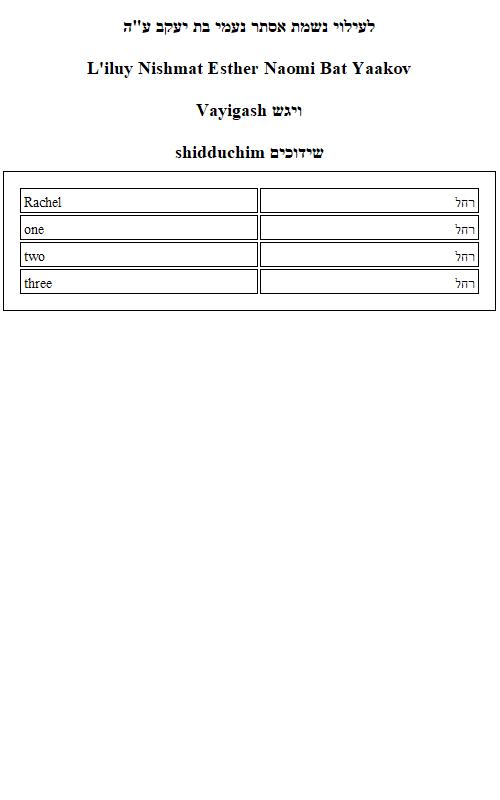 לעילוי נשמת אסתר נעמי בת יעקב ע"ה
L'iluy Nishmat Esther Naomi Bat Yaakov
Vayigash ויגש
shidduchim שידוכים
Rachel רחל
one רחל
two רחל
three רחל